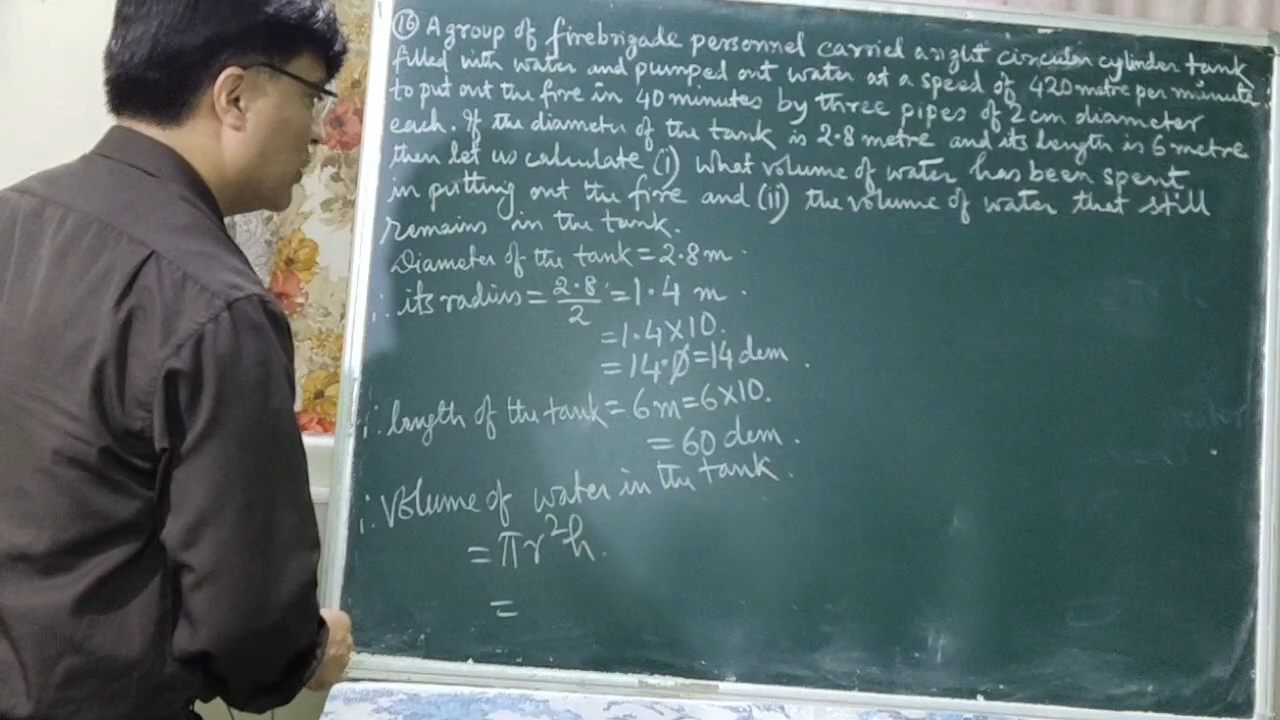 (16) A group of firebrigade personnel carried a right circular cylinder tank
filled with water and pumped out water at a speed of 420 metre per minute
to put out the fire in 40 minutes by three pipes of 2 cm diameter
each. If the diameter of the tank is 2.8 metre and its length is 6 metre
then let us calculate (i) What volume of water has been spent
in putting out the fire and (ii) the volume of water that still
remains in the tank.
Diameter of the tank = 2.8 m.
∴ its radius = 2.8/2 = 1.4 m.
= 1.4 × 10.
= 14.0 = 14 dcm.
∴ length of the tank = 6 m = 6 × 10.
= 60 dcm.
∴ Volume of water in the tank.
= πr²h.
=